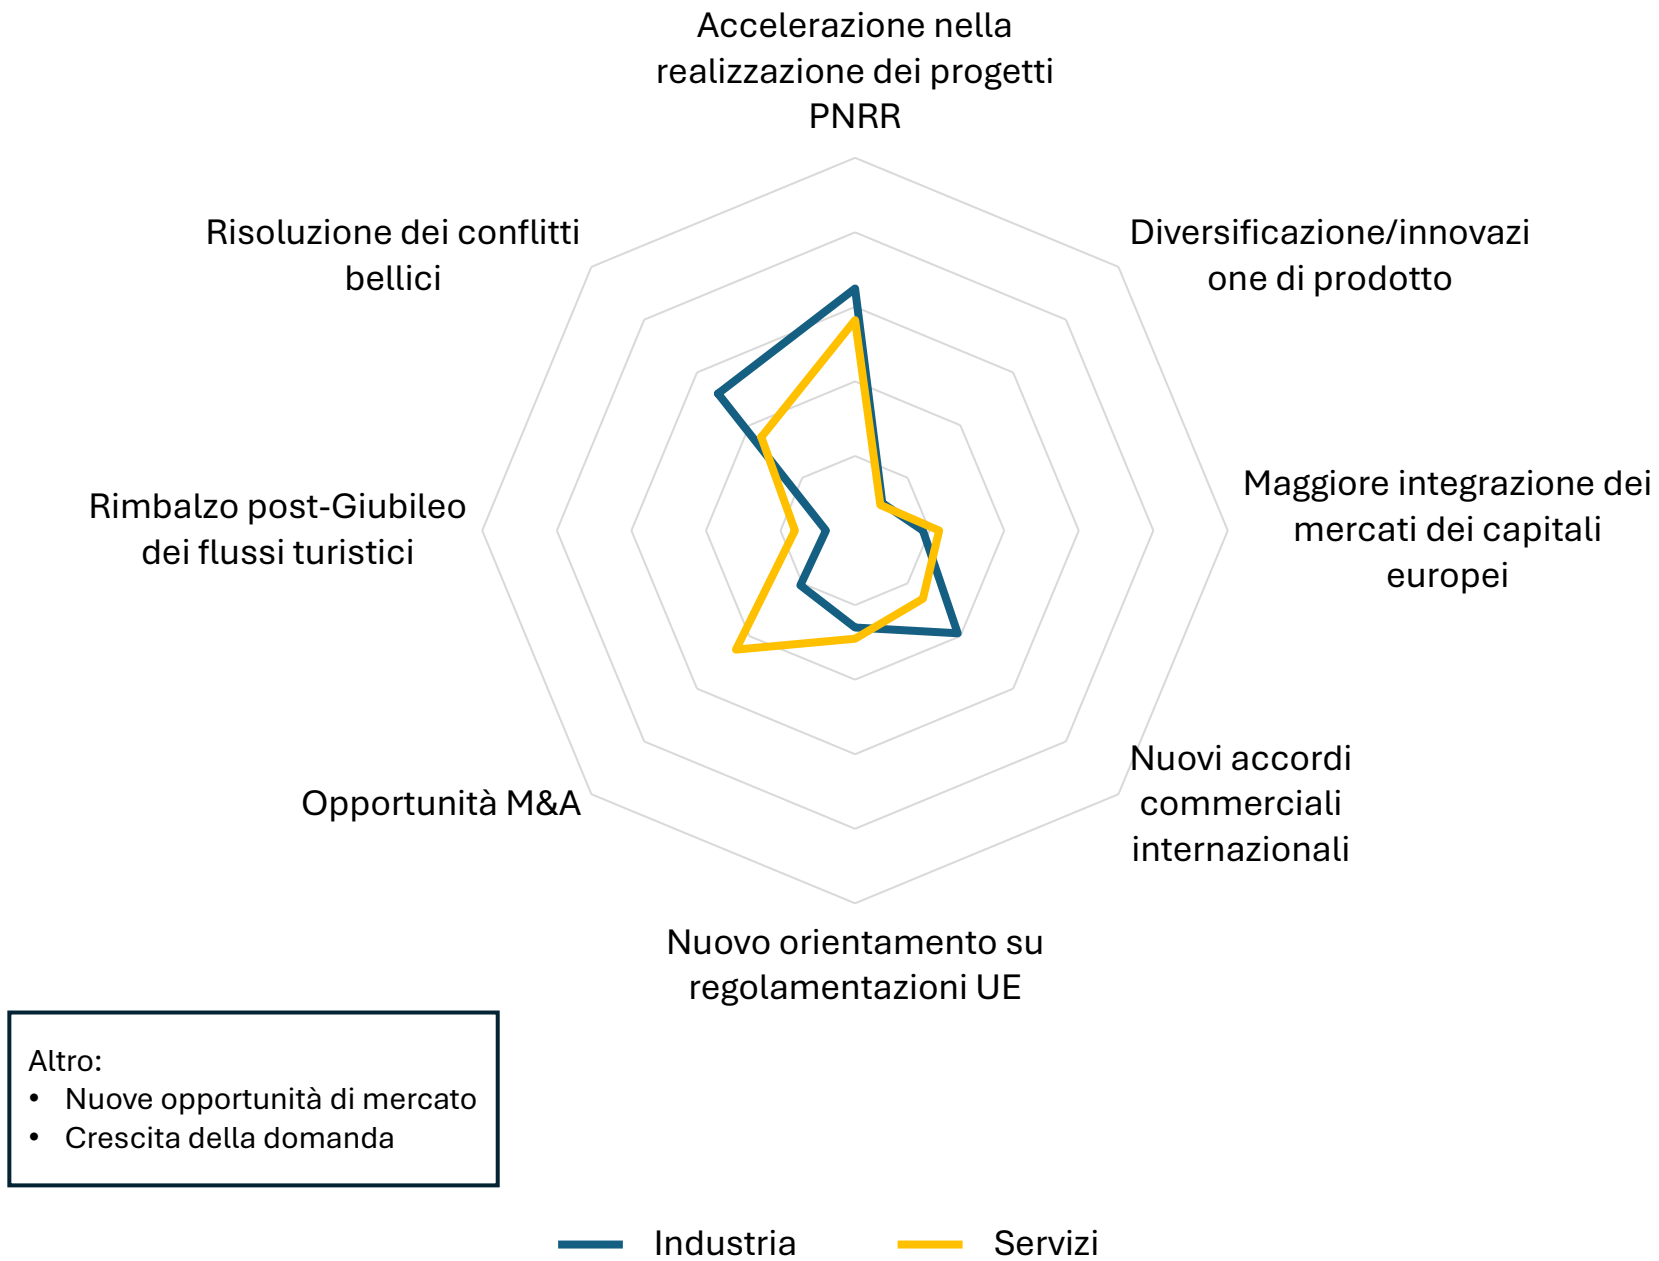 Accelerazione nella
realizzazione dei progetti
PNRR
Risoluzione dei conflitti
bellici
Diversificazione/innovazi
one di prodotto
Rimbalzo post-Giubileo
dei flussi turistici
Maggiore integrazione dei
mercati dei capitali
europei
Opportunità M&A
Nuovi accordi
commerciali
internazionali
Nuovo orientamento su
regolamentazioni UE
Altro:
• Nuove opportunità di mercato
• Crescita della domanda
Industria
Servizi